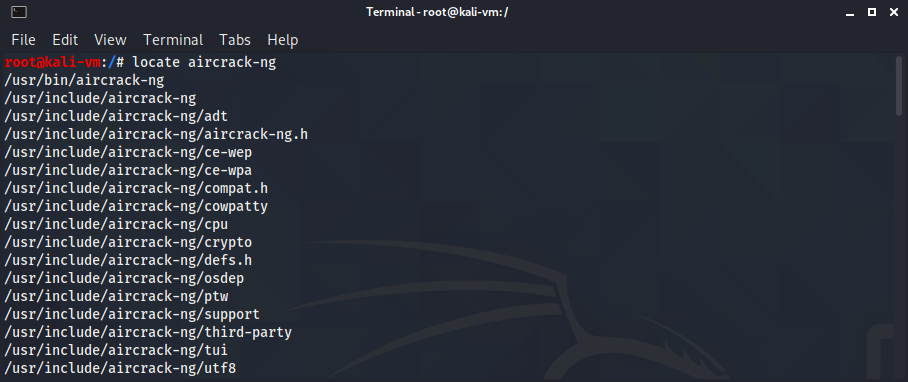 Terminal - root@kali-vm: /
File Edit View Terminal Tabs Help
root@kali-vm:/# locate aircrack-ng
/usr/bin/aircrack-ng
/usr/include/aircrack-ng
/usr/include/aircrack-ng/adt
/usr/include/aircrack-ng/aircrack-ng.h
/usr/include/aircrack-ng/ce-wep
/usr/include/aircrack-ng/ce-wpa
/usr/include/aircrack-ng/compat.h
/usr/include/aircrack-ng/cowpatty
/usr/include/aircrack-ng/cpu
/usr/include/aircrack-ng/crypto
/usr/include/aircrack-ng/defs.h
/usr/include/aircrack-ng/osdep
/usr/include/aircrack-ng/ptw
/usr/include/aircrack-ng/support
/usr/include/aircrack-ng/third-party
/usr/include/aircrack-ng/tui
/usr/include/aircrack-ng/utf8